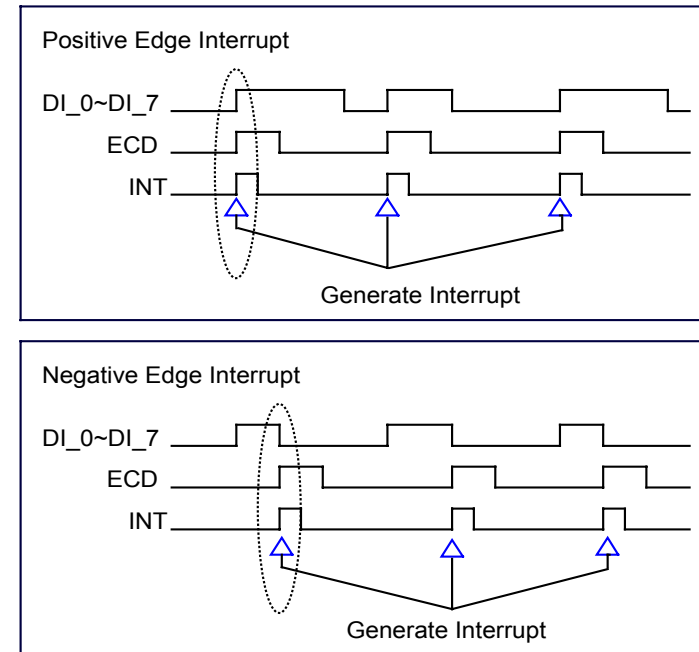 Positive Edge Interrupt
DI_0~DI_7
ECD
INT
Generate Interrupt
Negative Edge Interrupt
DI_0~DI_7
ECD
INT
Generate Interrupt